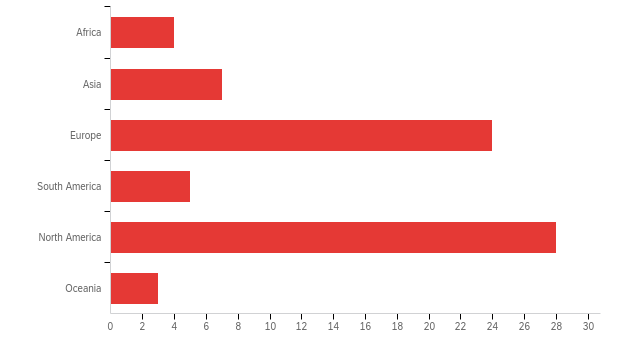 Africa
Asia
Europe
South America
North America
Oceania
0 2 4 6 8 10 12 14 16 18 20 22 24 26 28 30